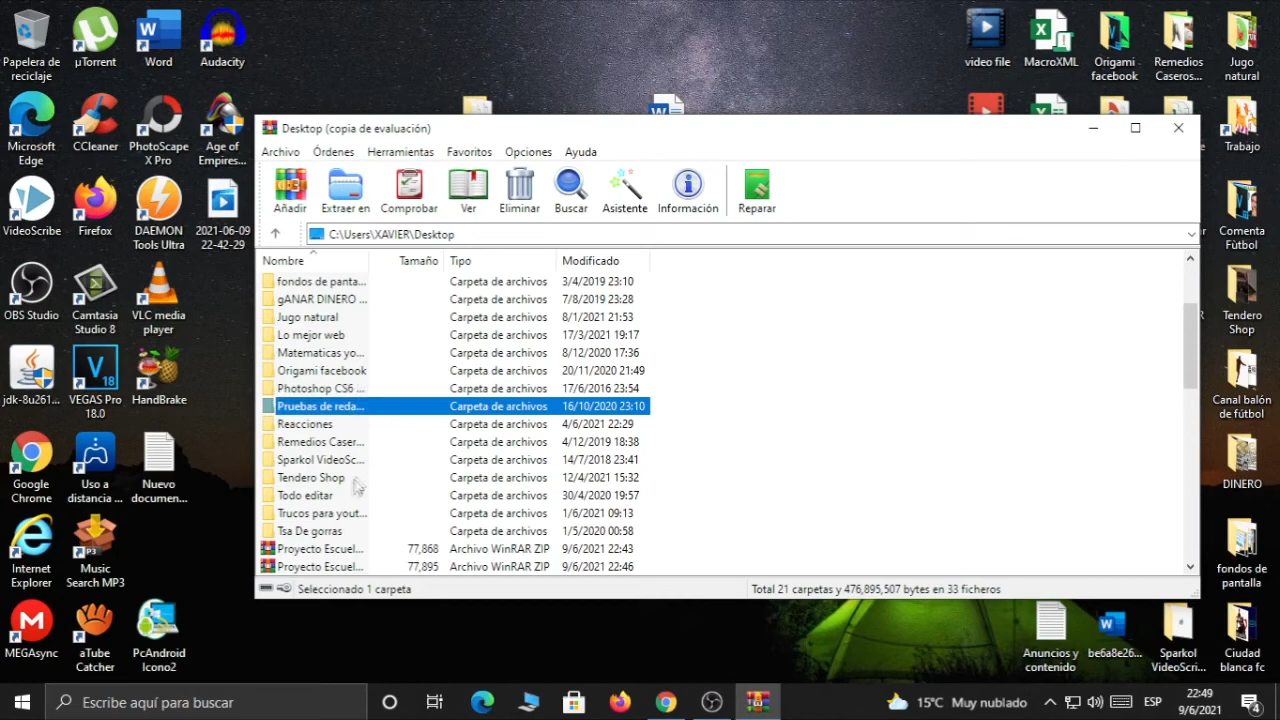 Papelera de reciclaje
µTorrent
Word
Audacity
video file
MacroXML
Origami facebook
Remedios Caseros...
Jugo natural
Microsoft Edge
CCleaner
PhotoScape X Pro
Age of Empires...
Trabajo
VideoScribe
Firefox
DAEMON Tools Ultra
2021-06-09 22-42-29
Comenta Fùtbol
OBS Studio
Camtasia Studio 8
VLC media player
Tendero Shop
jdk-8u261...
VEGAS Pro 18.0
HandBrake
Canal balón de fútbol
Google Chrome
Uso a distancia ...
Nuevo documen...
DINERO
Internet Explorer
Music Search MP3
fondos de pantalla
MEGAsync
aTube Catcher
PcAndroid Icono2
Anuncios y contenido
be6a8e26...
Sparkol VideoScri...
Ciudad blanca fc
Desktop (copia de evaluación)
Archivo Órdenes Herramientas Favoritos Opciones Ayuda
Añadir Extraer en Comprobar Ver Eliminar Buscar Asistente Información Reparar
C:\Users\XAVIER\Desktop
Nombre Tamaño Tipo Modificado
fondos de panta... Carpeta de archivos 3/4/2019 23:10
gANAR DINERO ... Carpeta de archivos 7/8/2019 23:28
Jugo natural Carpeta de archivos 8/1/2021 21:53
Lo mejor web Carpeta de archivos 17/3/2021 19:17
Matematicas yo... Carpeta de archivos 8/12/2020 17:36
Origami facebook Carpeta de archivos 20/11/2020 21:49
Photoshop CS6 ... Carpeta de archivos 17/6/2016 23:54
Pruebas de reda... Carpeta de archivos 16/10/2020 23:10
Reacciones Carpeta de archivos 4/6/2021 22:29
Remedios Caser... Carpeta de archivos 4/12/2019 18:38
Sparkol VideoSc... Carpeta de archivos 14/7/2018 23:41
Tendero Shop Carpeta de archivos 12/4/2021 15:32
Todo editar Carpeta de archivos 30/4/2020 19:57
Trucos para yout... Carpeta de archivos 1/6/2021 09:13
Tsa De gorras Carpeta de archivos 1/5/2020 00:58
Proyecto Escuel... 77,868 Archivo WinRAR ZIP 9/6/2021 22:43
Proyecto Escuel... 77,895 Archivo WinRAR ZIP 9/6/2021 22:46
Seleccionado 1 carpeta Total 21 carpetas y 476,895,507 bytes en 33 ficheros
Escribe aquí para buscar
15°C Muy nublado
ESP
22:49
9/6/2021
4